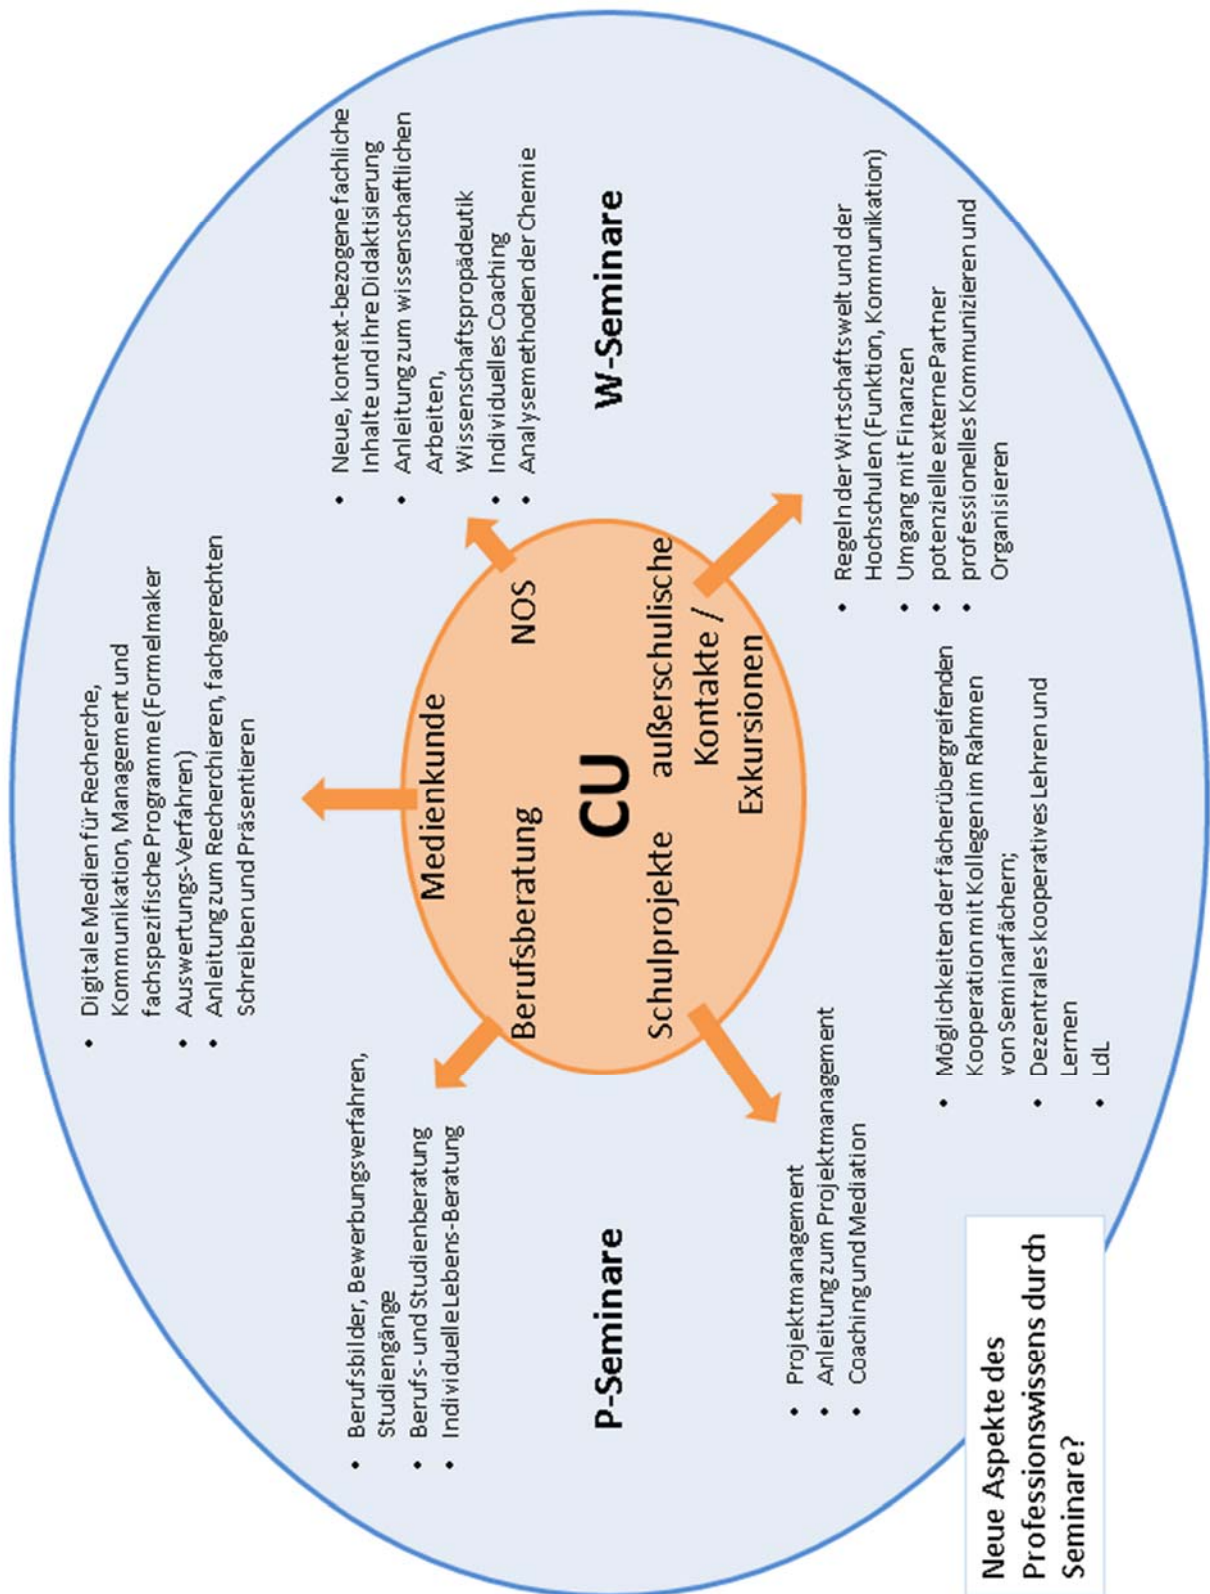 Digitale Medien für Recherche,
Kommunikation, Management und
fachspezifische Programme (Formelmaker
Auswertungs-Verfahren)
Anleitung zum Recherchieren, fachgerechten
Schreiben und Präsentieren
Berufsbilder, Bewerbungsverfahren,
Studiengänge
Berufs- und Studienberatung
Individuelle Lebens-Beratung
Neue, kontext-bezogene fachliche
Inhalte und ihre Didaktisierung
Anleitung zum wissenschaftlichen
Arbeiten,
Wissenschaftspropädeutik
Individuelles Coaching
Analysemethoden der Chemie
Medienkunde
Berufsberatung
NOS
P-Seminare
CU
W-Seminare
Schulprojekte
außerschulische
Kontakte /
Exkursionen
Projektmanagement
Anleitung zum Projektmanagement
Coaching und Mediation
Regeln der Wirtschaftswelt und der
Hochschulen (Funktion, Kommunikation)
Umgang mit Finanzen
potenzielle externe Partner
professionelles Kommunizieren und
Organisieren
Möglichkeiten der fächerübergreifenden
Kooperation mit Kollegen im Rahmen
von Seminarfächern;
Dezentrales kooperatives Lehren und
Lernen
LdL
Neue Aspekte des
Professionswissens durch
Seminare?